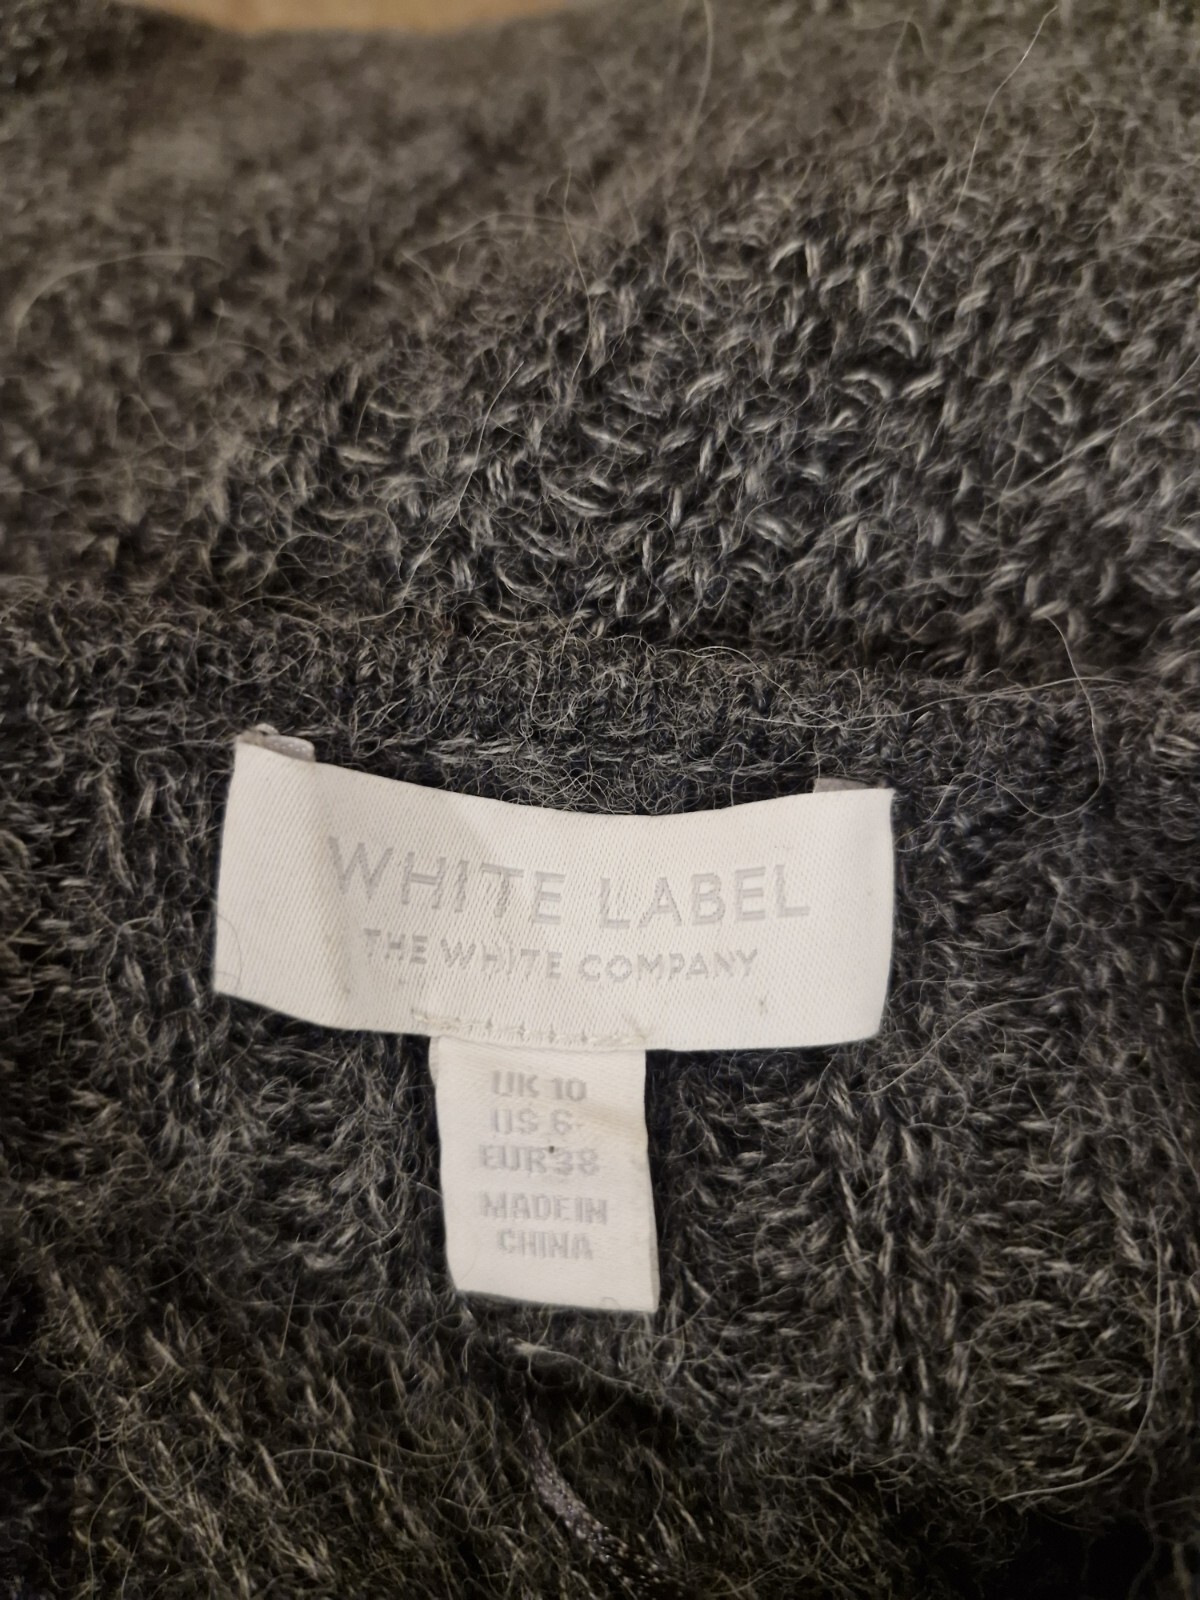 WHITE LABEL
THE WHITE COMPANY
UK 10
US 6
EUR 38
MADE IN
CHINA